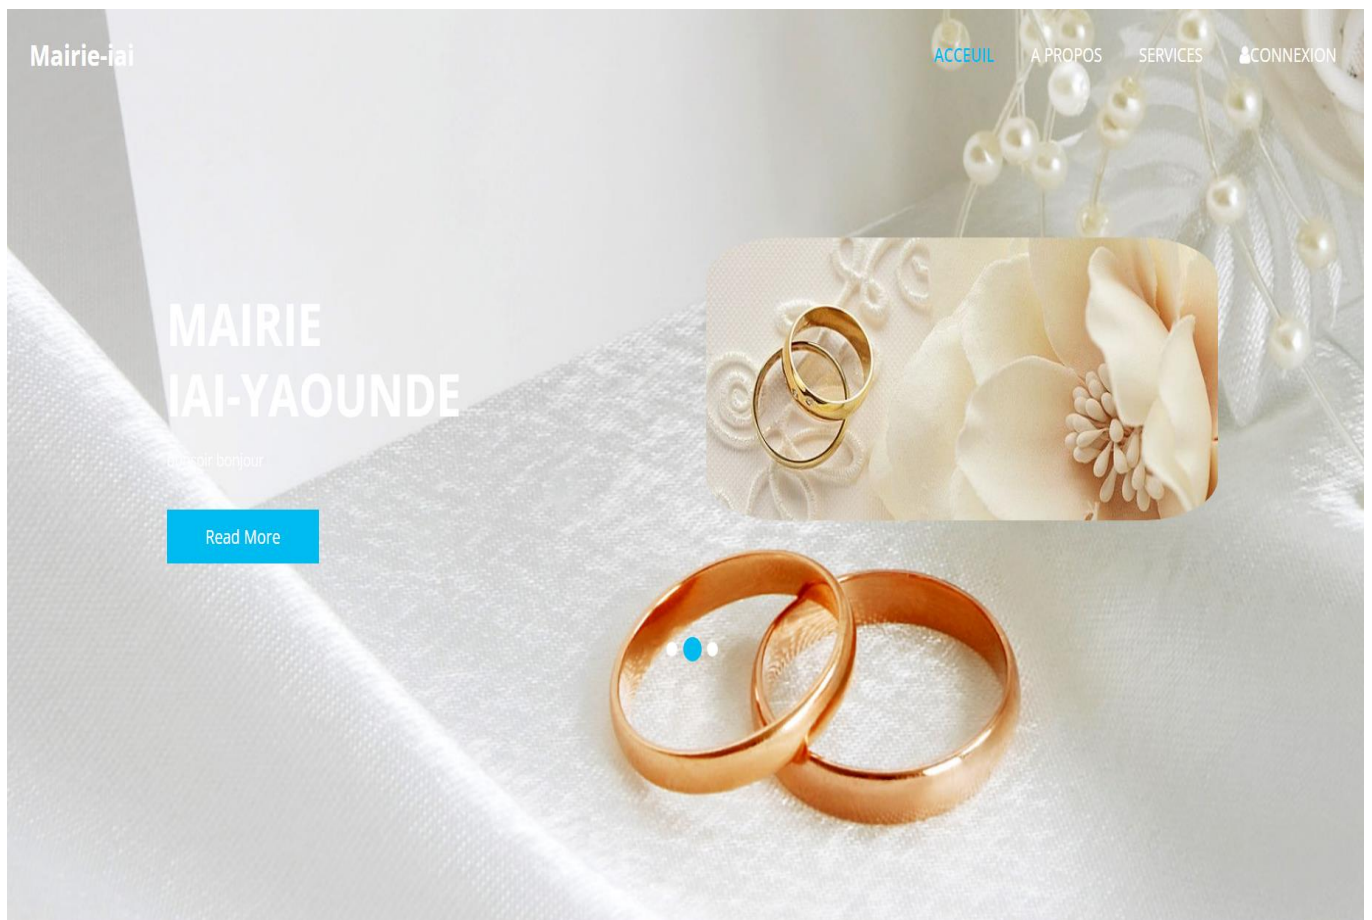 Mairie-iai
ACCEUIL A PROPOS SERVICES CONNEXION
MAIRIE
IAI-YAOUNDE
bonjour
Read More